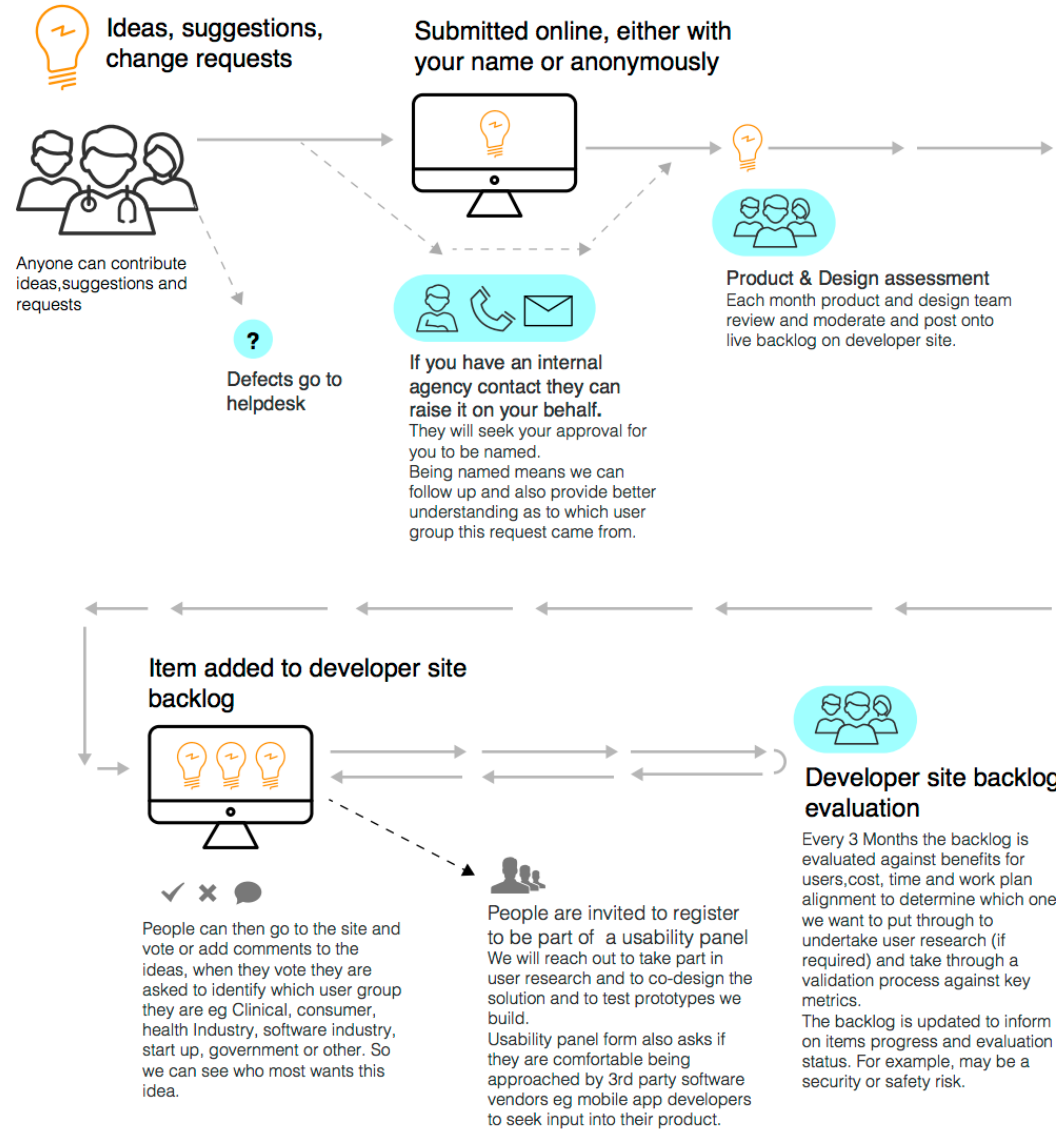 Ideas, suggestions,
change requests
Submitted online, either with
your name or anonymously
Anyone can contribute
ideas,suggestions and
requests
?
Defects go to
helpdesk
If you have an internal
agency contact they can
raise it on your behalf.
They will seek your approval for
you to be named.
Being named means we can
follow up and also provide better
understanding as to which user
group this request came from.
Product & Design assessment
Each month product and design team
review and moderate and post onto
live backlog on developer site.
Item added to developer site
backlog
People can then go to the site and
vote or add comments to the
ideas, when they vote they are
asked to identify which user group
they are eg Clinical, consumer,
health Industry, software industry,
start up, government or other. So
we can see who most wants this
idea.
People are invited to register
to be part of a usability panel
We will reach out to take part in
user research and to co-design the
solution and to test prototypes we
build.
Usability panel form also asks if
they are comfortable being
approached by 3rd party software
vendors eg mobile app developers
to seek input into their product.
Developer site backlog
evaluation
Every 3 Months the backlog is
evaluated against benefits for
users,cost, time and work plan
alignment to determine which one
we want to put through to
undertake user research (if
required) and take through a
validation process against key
metrics.
The backlog is updated to inform
on items progress and evaluation
status. For example, may be a
security or safety risk.